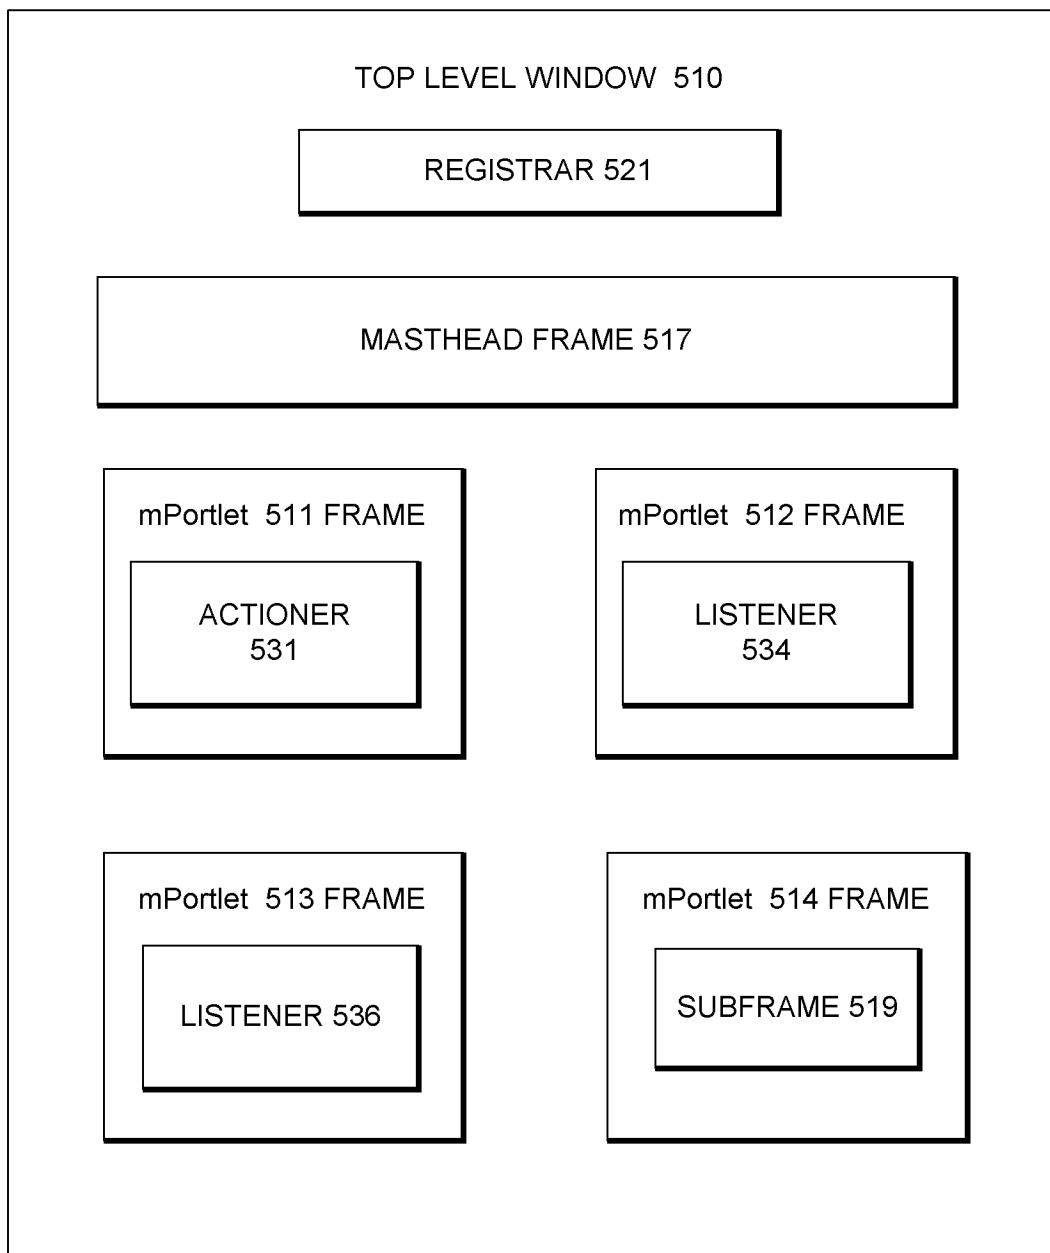 TOP LEVEL WINDOW 510
REGISTRAR 521
MASTHEAD FRAME 517
mPortlet 511 FRAME
ACTIONER
531
mPortlet 512 FRAME
LISTENER
534
mPortlet 513 FRAME
LISTENER 536
mPortlet 514 FRAME
SUBFRAME 519